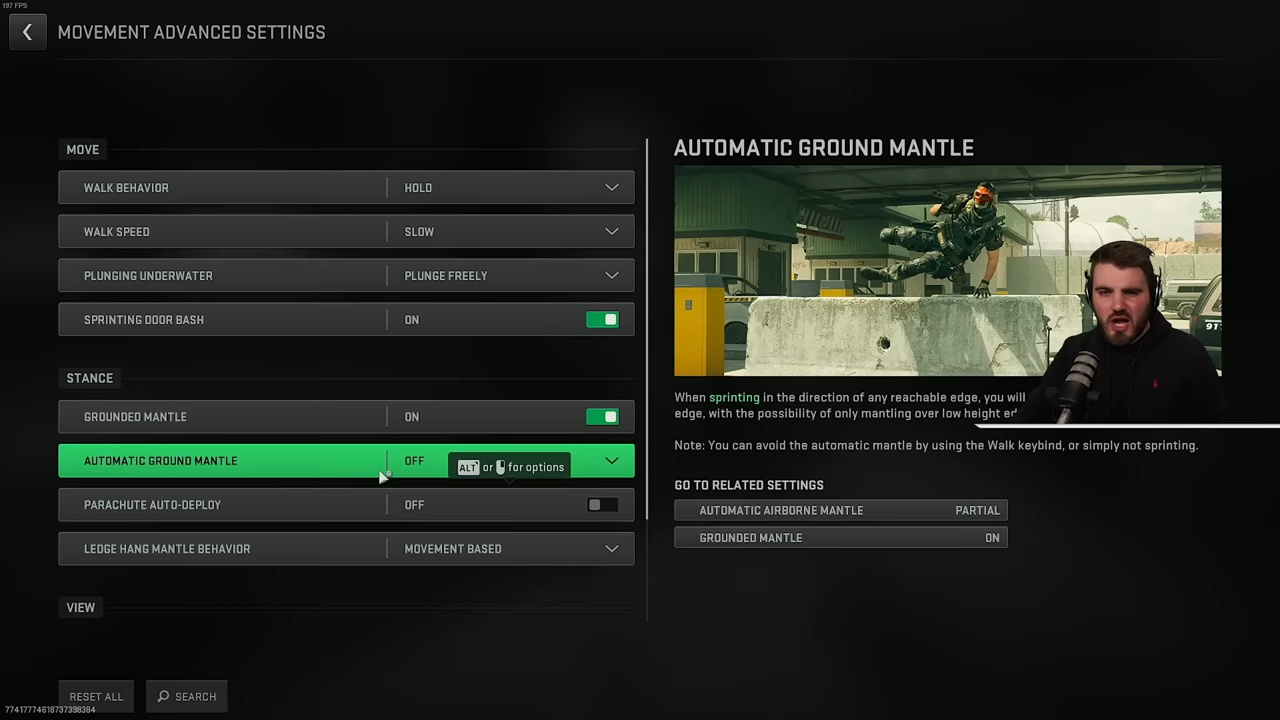 197 FPS
MOVEMENT ADVANCED SETTINGS
MOVE
WALK BEHAVIOR HOLD
WALK SPEED SLOW
PLUNGING UNDERWATER PLUNGE FREELY
SPRINTING DOOR BASH ON
STANCE
GROUNDED MANTLE ON
AUTOMATIC GROUND MANTLE OFF
ALT or for options
PARACHUTE AUTO-DEPLOY OFF
LEDGE HANG MANTLE BEHAVIOR MOVEMENT BASED
VIEW
RESET ALL SEARCH
77417774618737398384
AUTOMATIC GROUND MANTLE
91
When sprinting in the direction of any reachable edge, you will
edge, with the possibility of only mantling over low height
Note: You can avoid the automatic mantle by using the Walk keybind, or simply not sprinting.
GO TO RELATED SETTINGS
AUTOMATIC AIRBORNE MANTLE PARTIAL
GROUNDED MANTLE ON